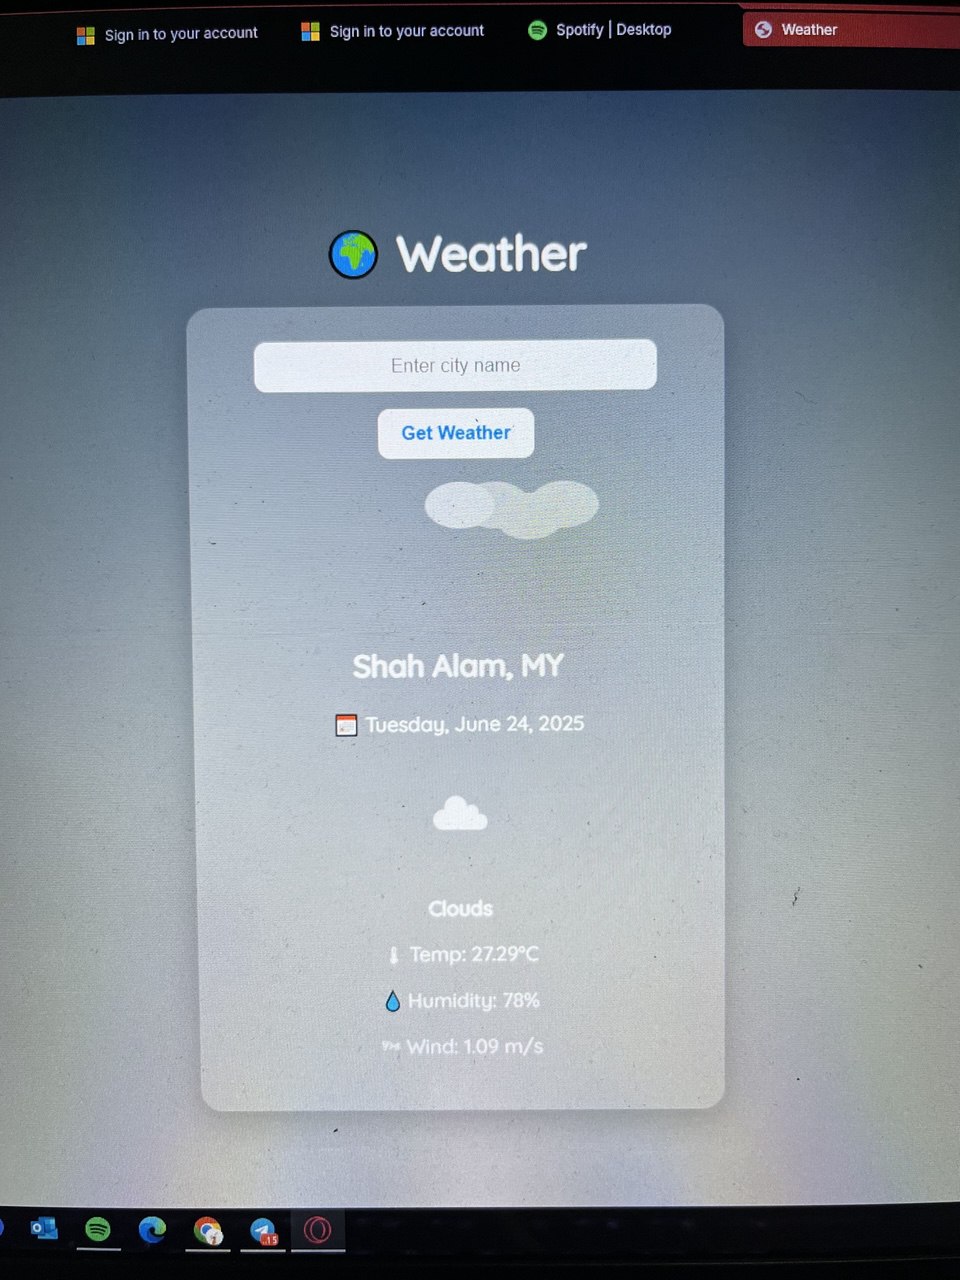 Sign in to your account
Sign in to your account
Spotify | Desktop
Weather
Weather
Enter city name
Get Weather
Shah Alam, MY
Tuesday, June 24, 2025
Clouds
Temp: 27.29°C
Humidity: 78%
Wind: 1.09 m/s